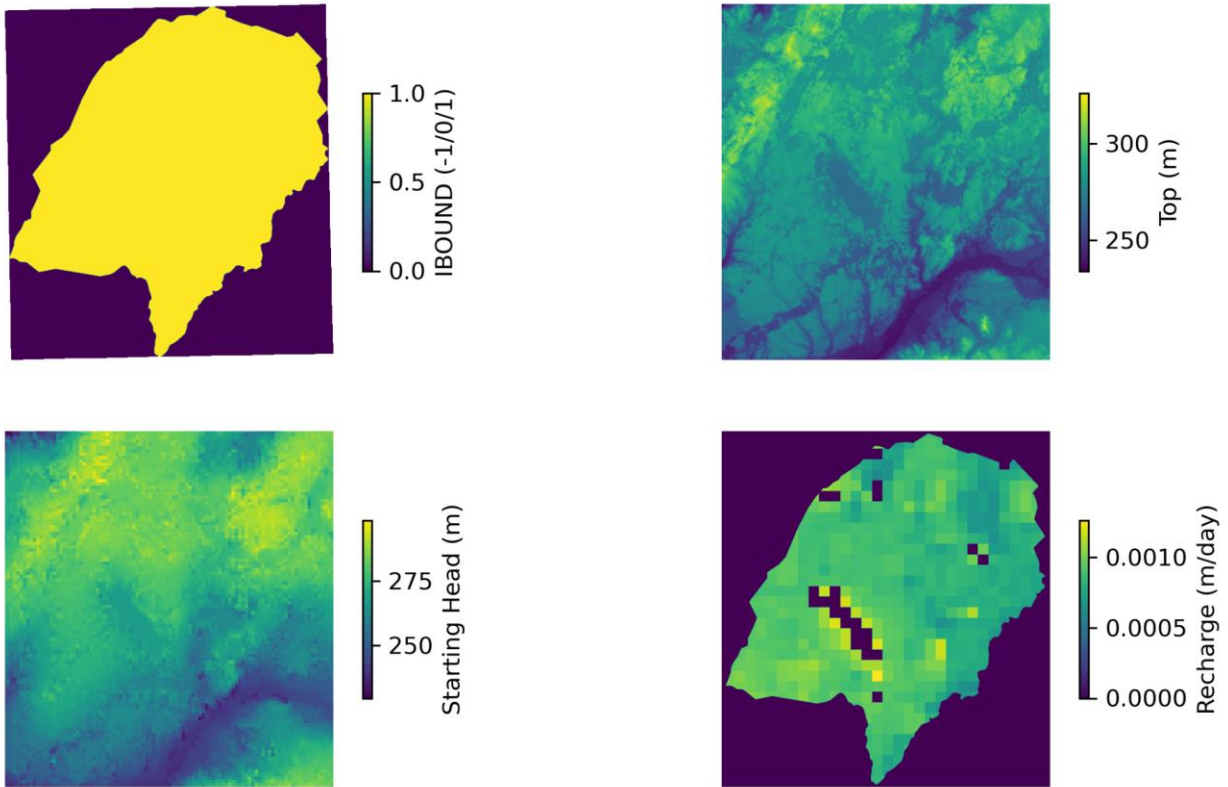 1.0
0.5
0.0
IBOUND (-1/0/1)
300
250
Top (m)
275
250
Starting Head (m)
0.0010
0.0005
0.0000
Recharge (m/day)